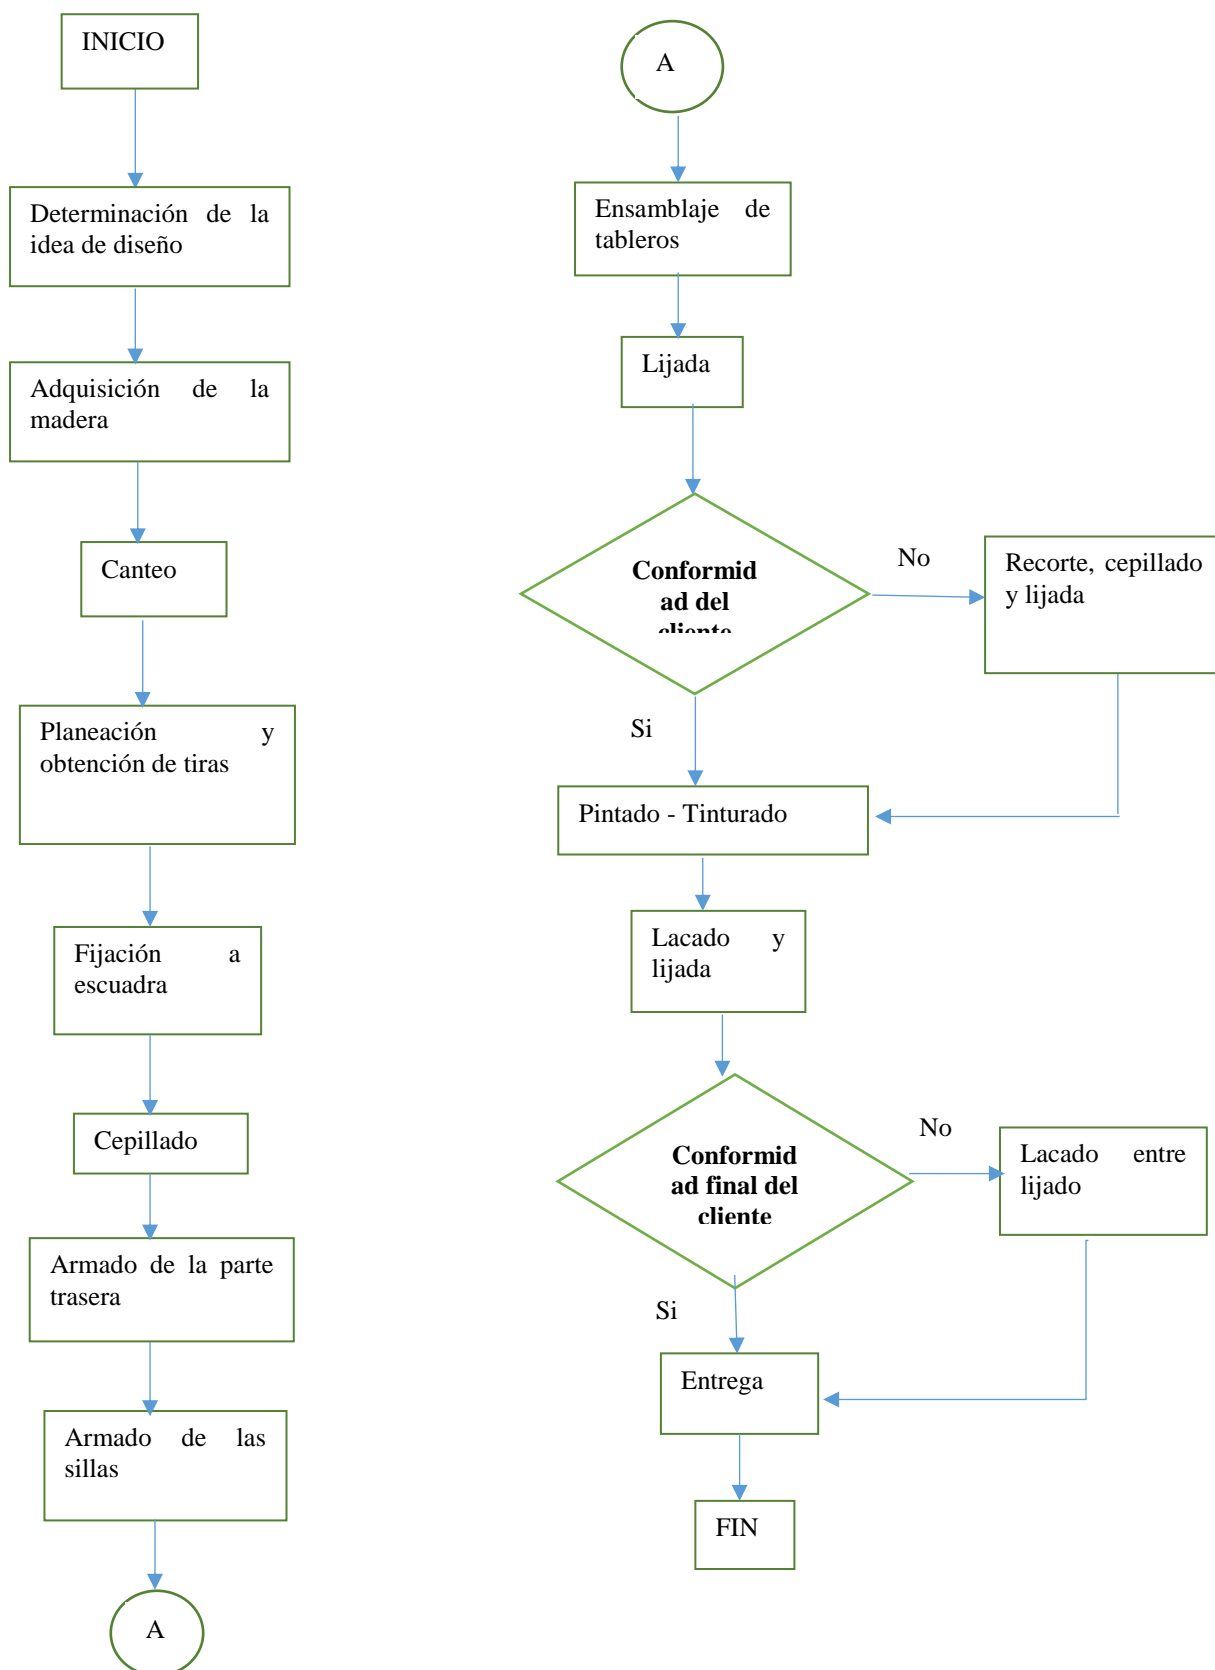 INICIO
Determinación de la
idea de diseño
Adquisición de la
madera
Canteo
Planeación y
obtención de tiras
Fijación a
escuadra
Cepillado
Armado de la parte
trasera
Armado de las
sillas
A
A
Ensamblaje de
tableros
Lijada
Conformid
ad del
cliente
No
Recorte, cepillado
y lijada
Si
Pintado - Tinturado
Lacado y
lijada
Conformid
ad final del
cliente
No
Lacado entre
lijado
Si
Entrega
FIN